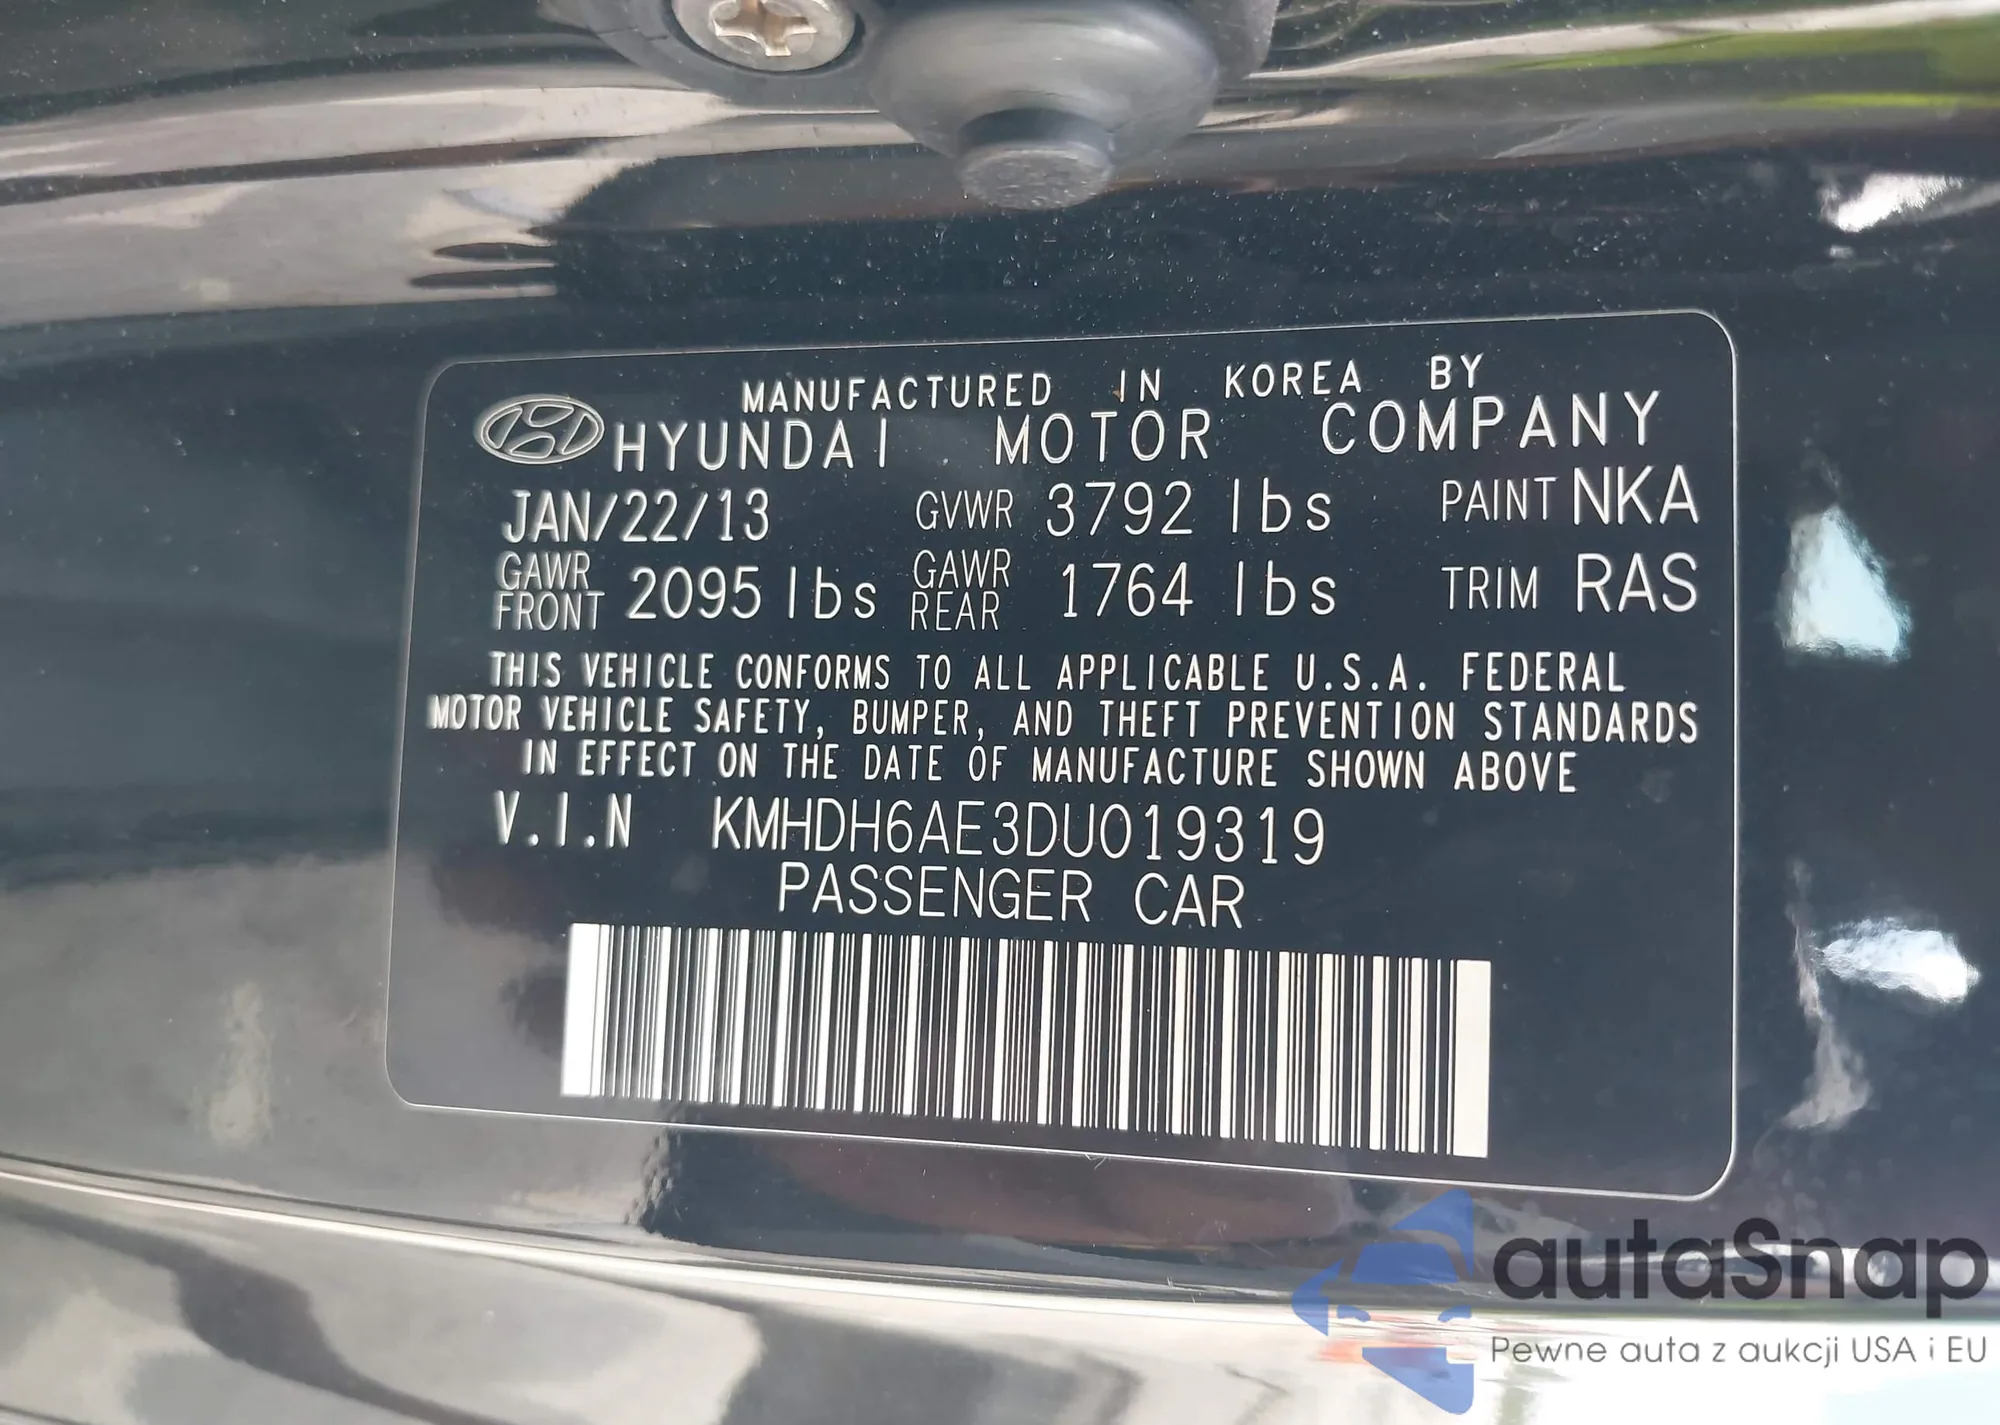 MANUFACTURED IN KOREA BY
HYUNDAI MOTOR COMPANY
JAN/22/13 GVWR 3792 lbs PAINT NKA
GAWR FRONT 2095 lbs GAWR REAR 1764 lbs TRIM RAS
THIS VEHICLE CONFORMS TO ALL APPLICABLE U.S.A. FEDERAL
MOTOR VEHICLE SAFETY, BUMPER, AND THEFT PREVENTION STANDARDS
IN EFFECT ON THE DATE OF MANUFACTURE SHOWN ABOVE
V.I.N KMHDH6AE3DU019319
PASSENGER CAR
autaSnap
Pewne auta z aukcji USA i EU